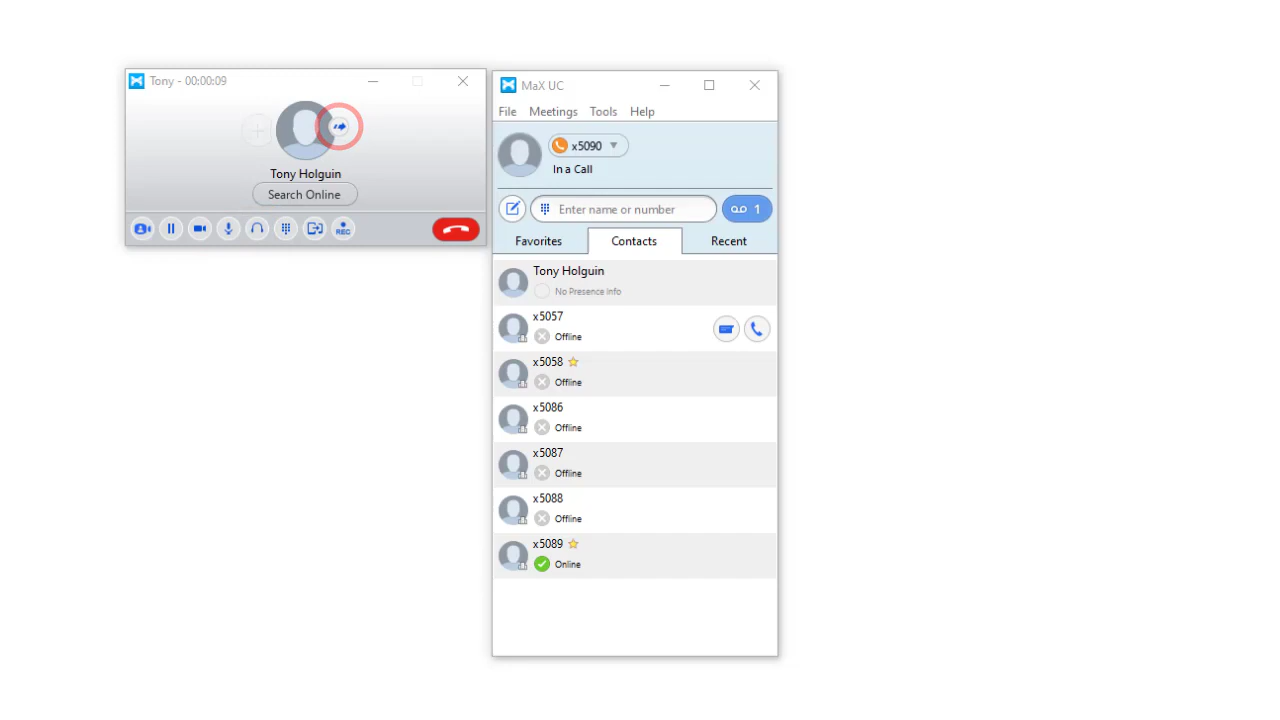 Tony - 00:00:09
Tony Holguin
Search Online
REC
MaX UC
File Meetings Tools Help
x5090
In a Call
Enter name or number
1
Favorites Contacts Recent
Tony Holguin
No Presence Info
x5057
Offline
x5058
Offline
x5086
Offline
x5087
Offline
x5088
Offline
x5089
Online